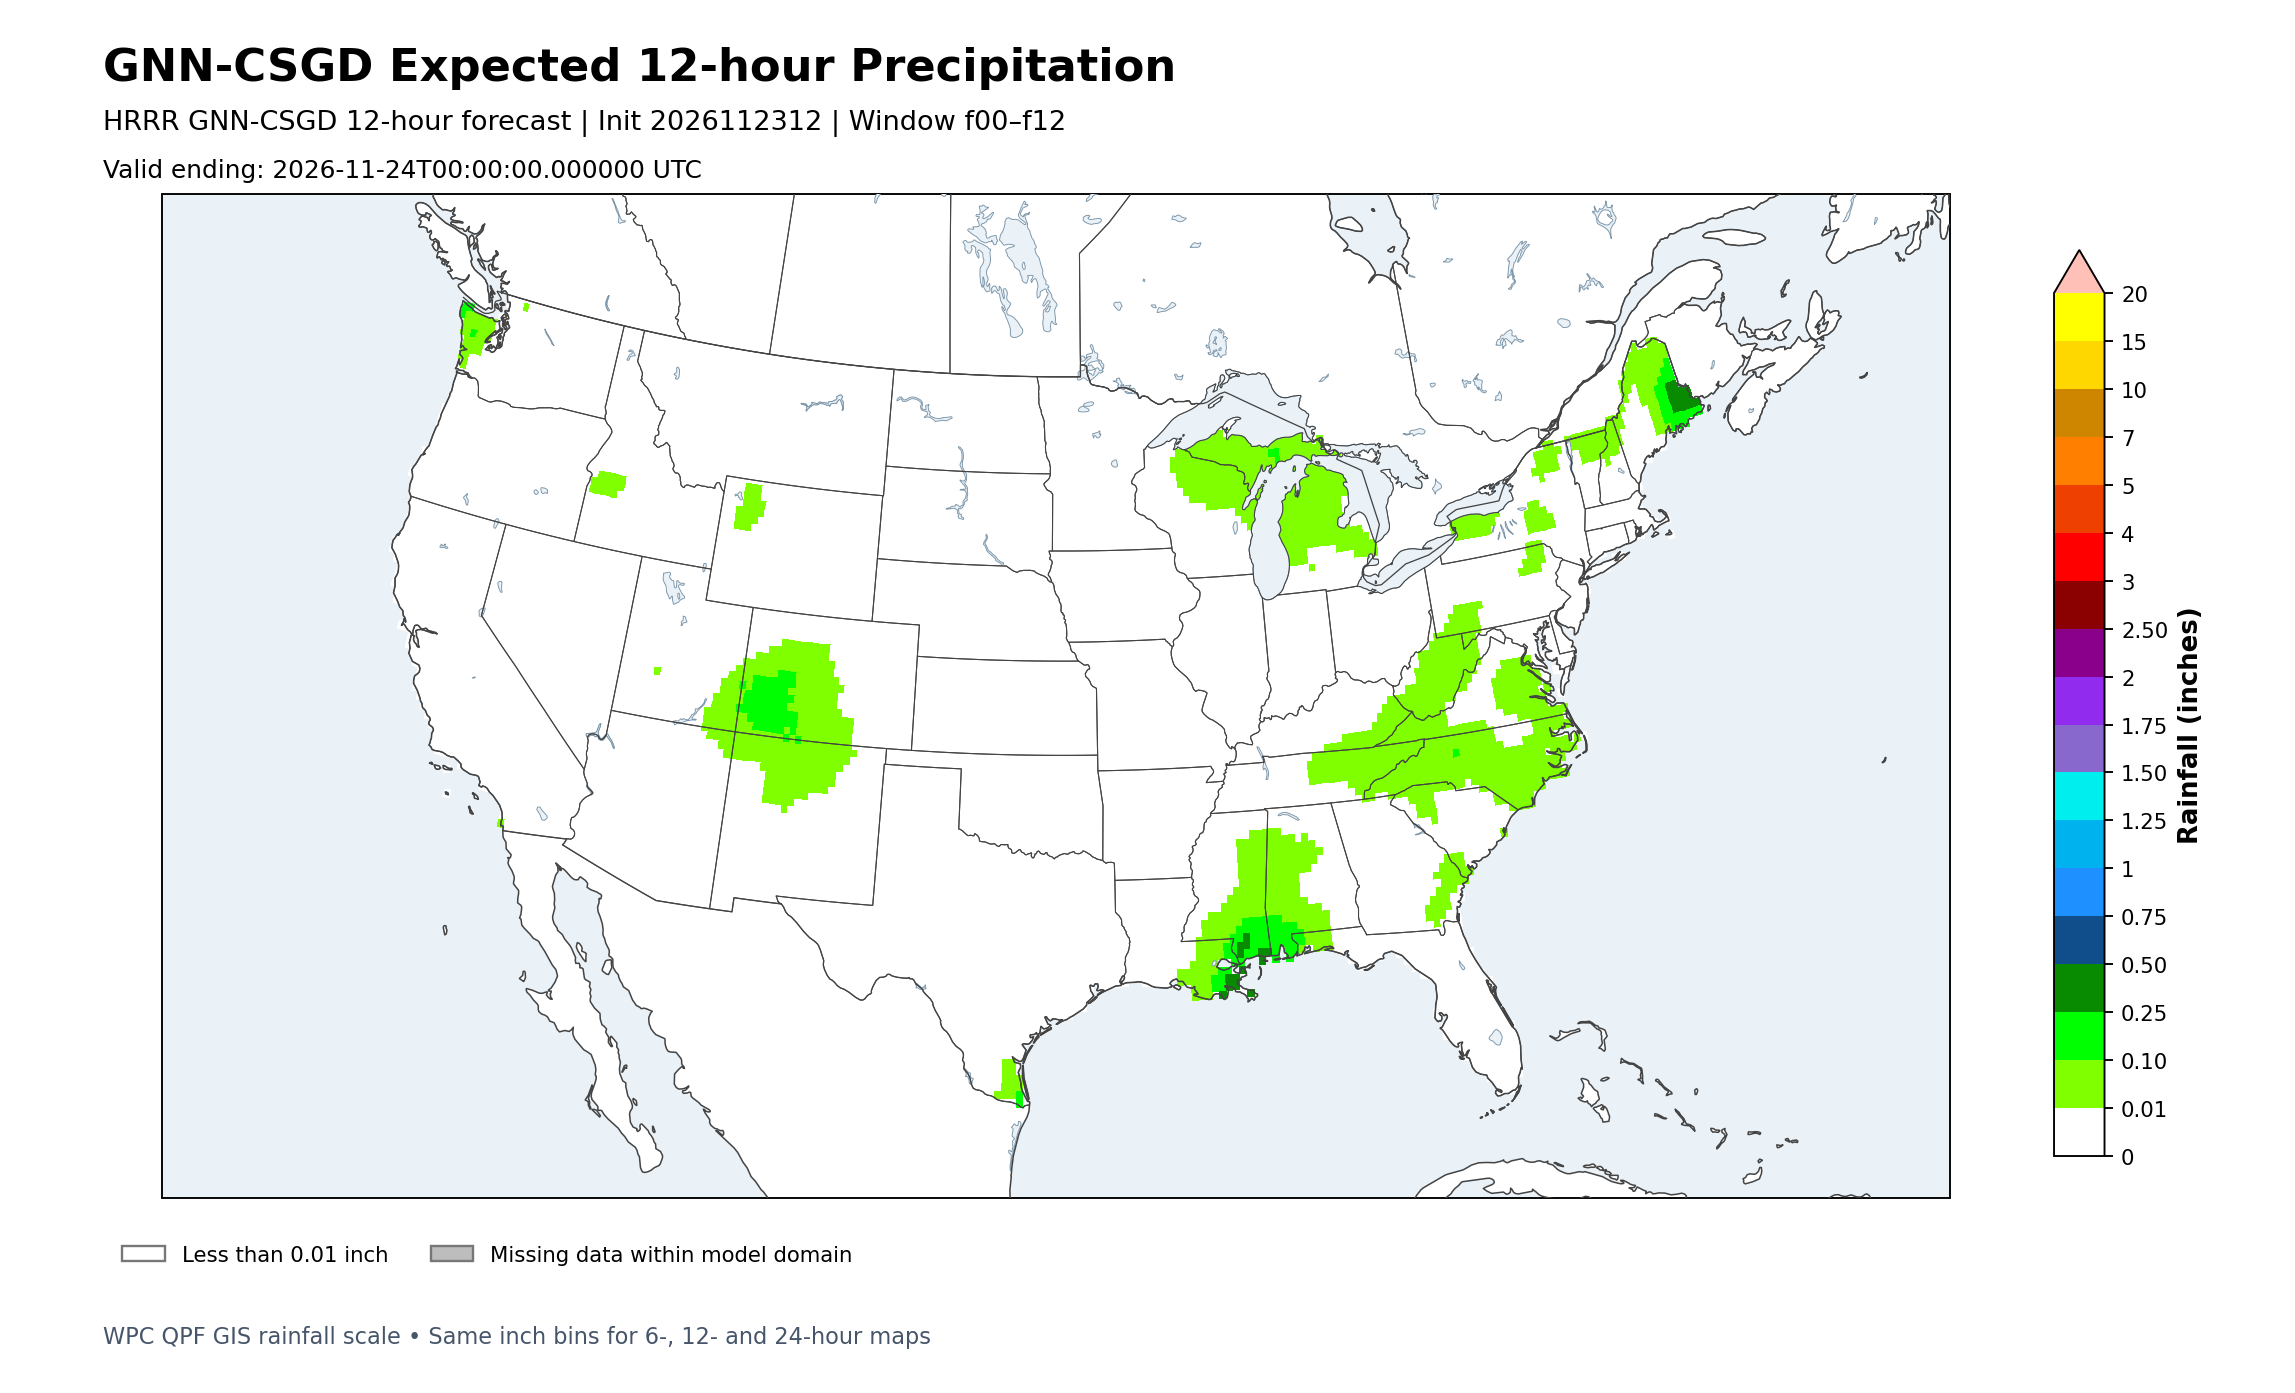 GNN-CSGD Expected 12-hour Precipitation
HRRR GNN-CSGD 12-hour forecast | Init 2026112312 | Window f00–f12
Valid ending: 2026-11-24T00:00:00.000000 UTC
20
15
10
7
5
4
3
2.50
2
1.75
1.50
1.25
1
0.75
0.50
0.25
0.10
0.01
0
Rainfall (inches)
Less than 0.01 inch
Missing data within model domain
WPC QPF GIS rainfall scale • Same inch bins for 6-, 12- and 24-hour maps